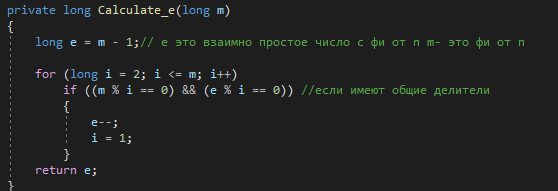 private long Calculate_e(long m)
{
long e = m - 1;// е это взаимно простое число с фи от n m- это фи от n
for (long i = 2; i <= m; i++)
if ((m % i == 0) && (e % i == 0)) //если имеют общие делители
{
e--;
i = 1;
}
return e;
}